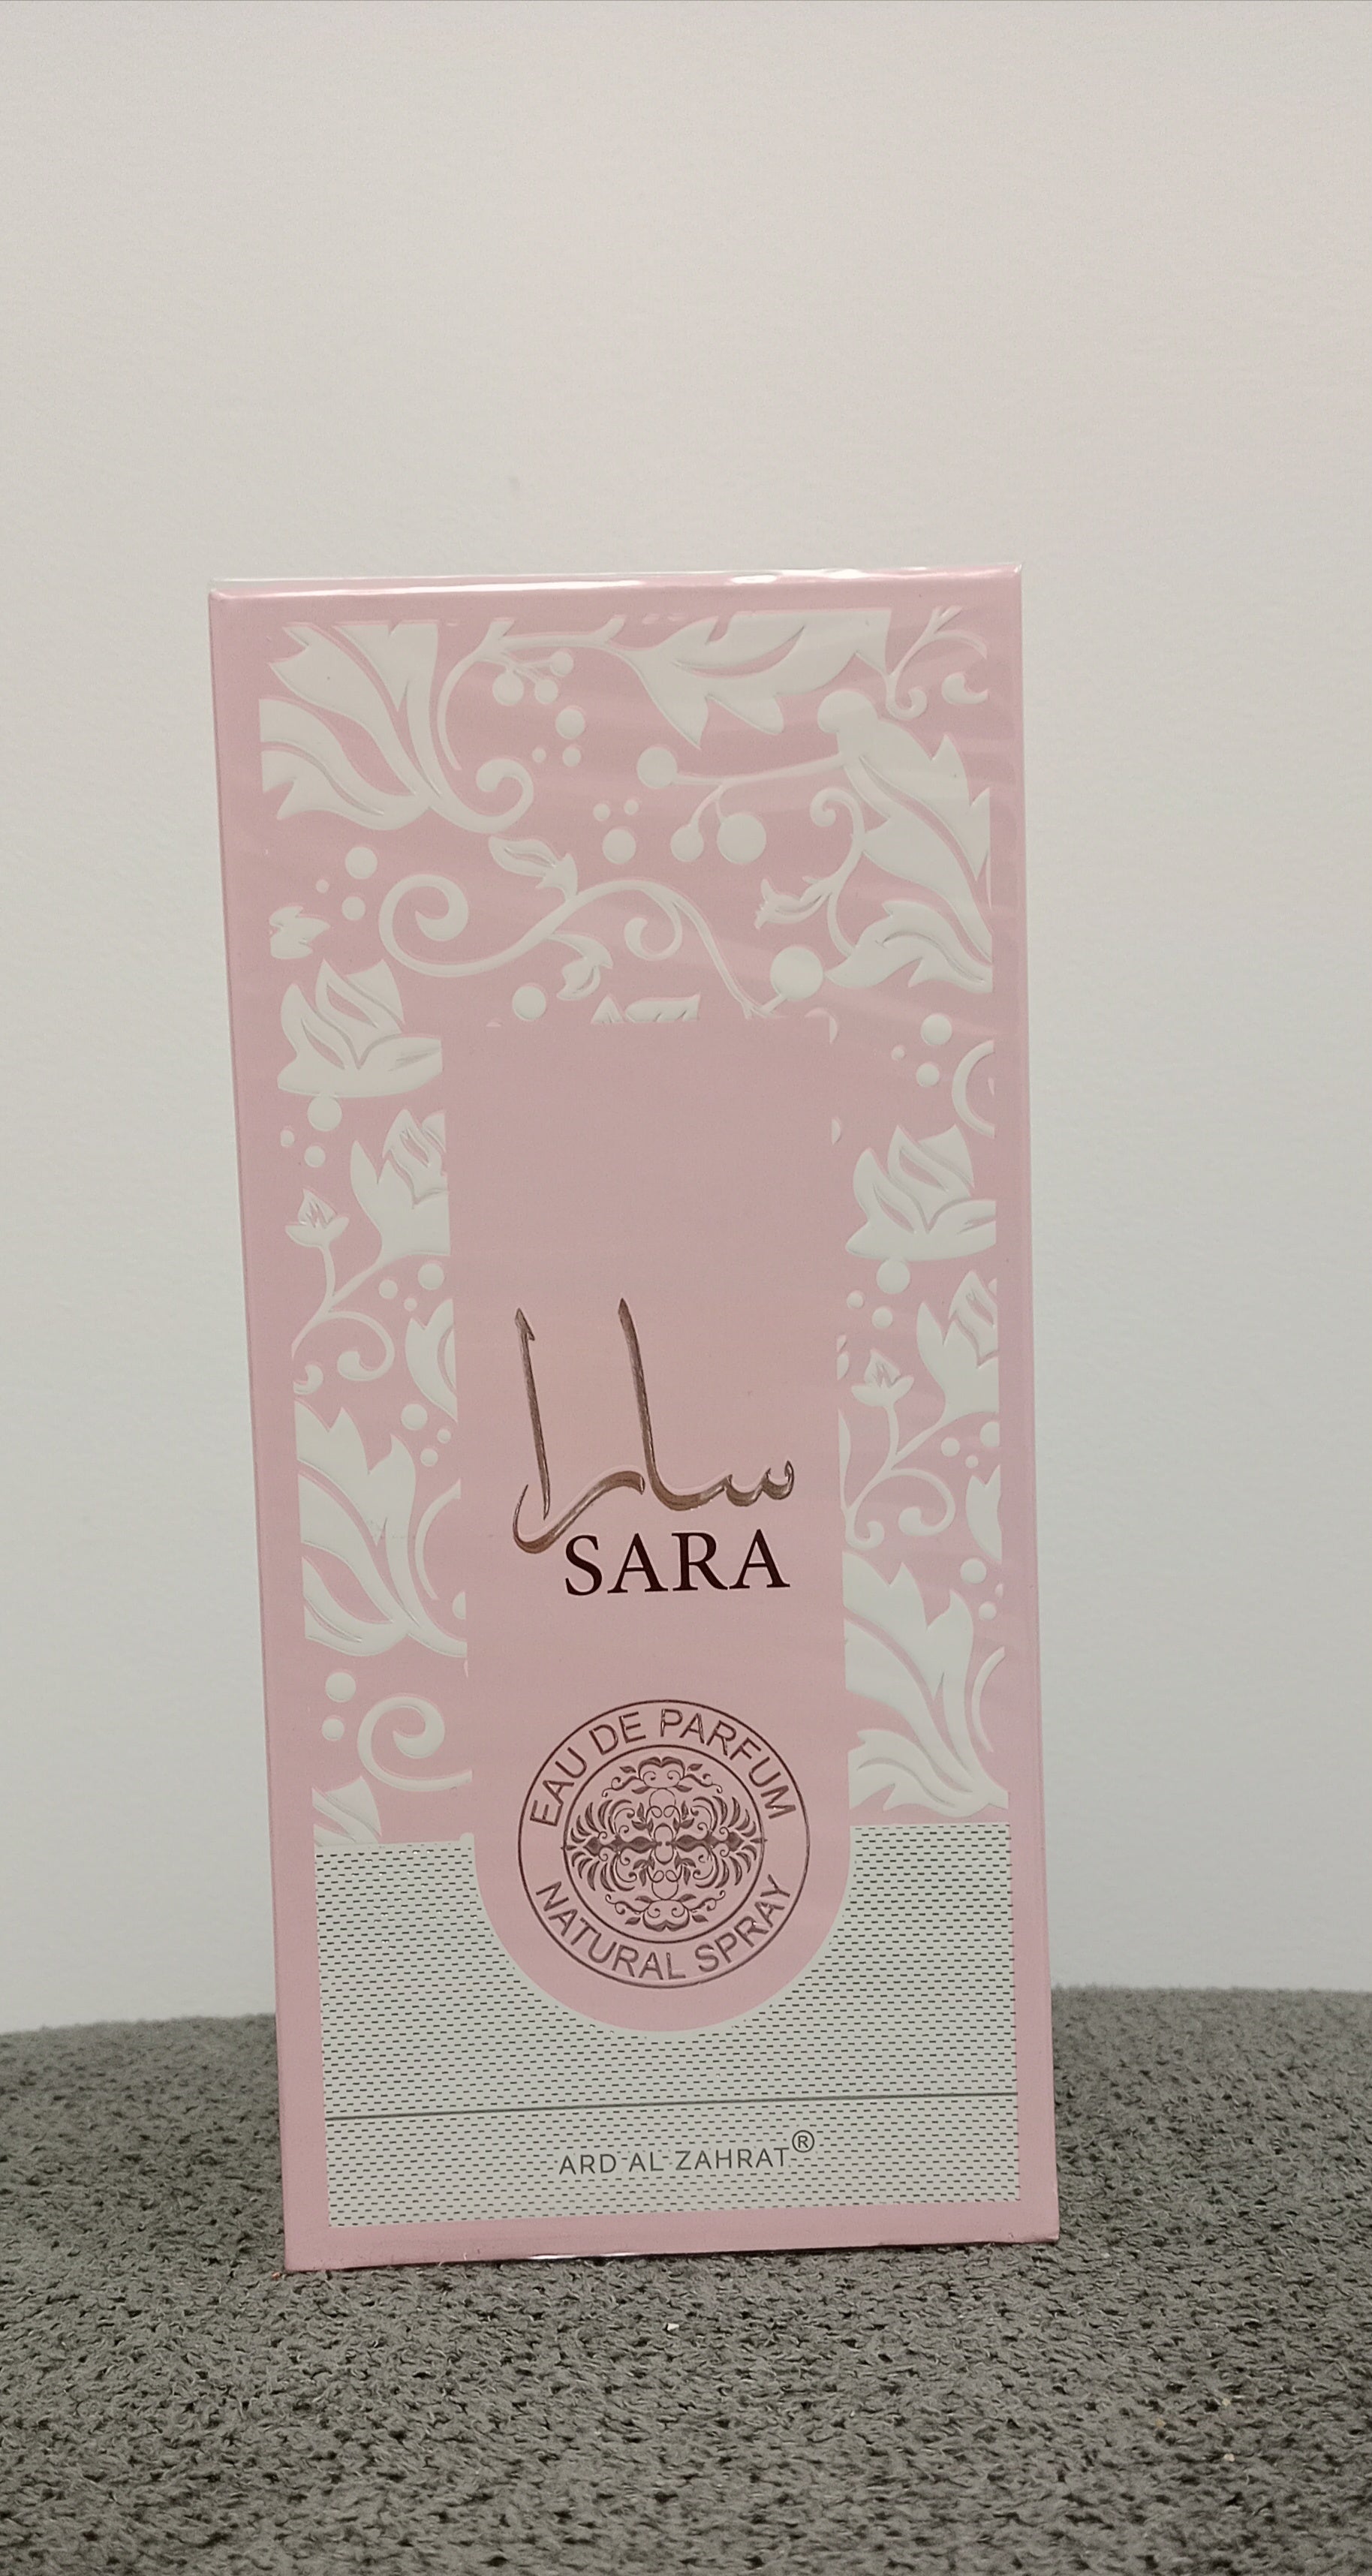 سارا
SARA
EAU DE PARFUM
NATURAL SPRAY
ARD AL ZAHRAT®